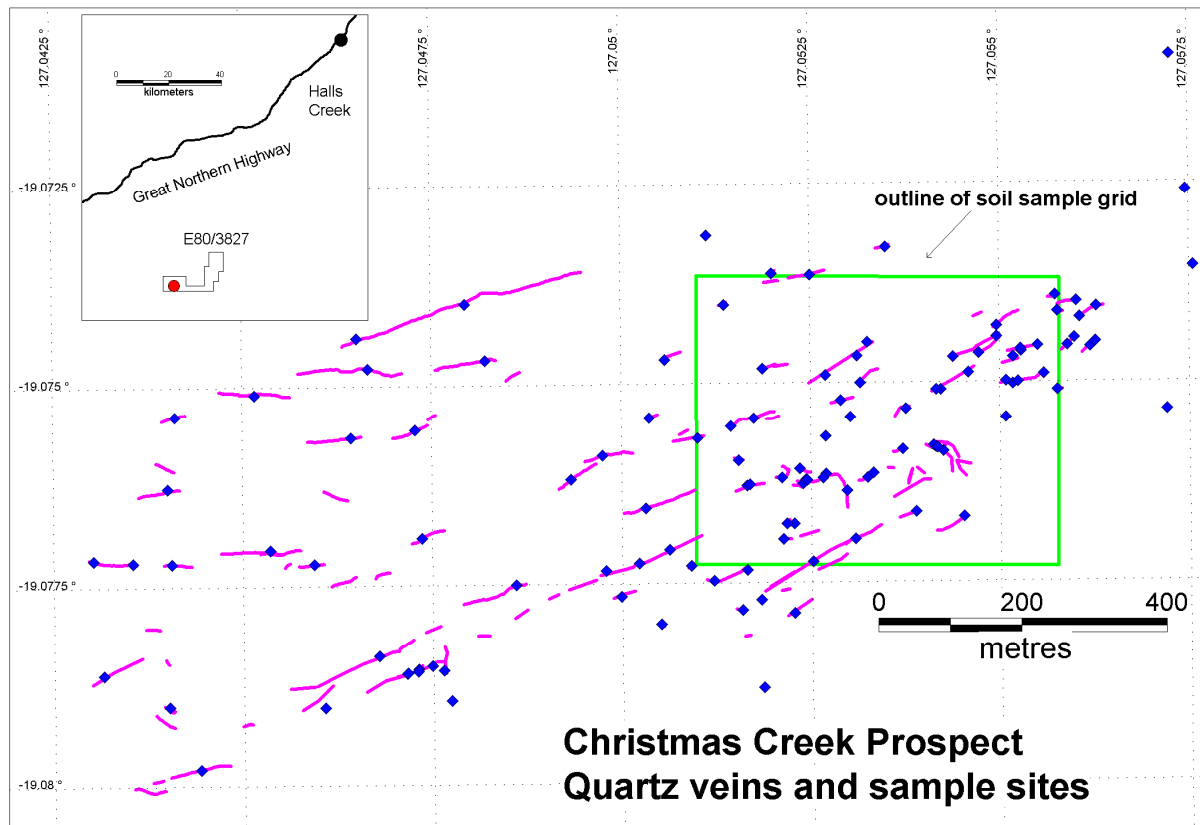 127.0425 °
127.0475 °
127.05 °
127.0525 °
127.055 °
127.0575 °
0 20 40
kilometers
Halls
Creek
Great Northern Highway
E80/3827
-19.0725 °
outline of soil sample grid
-19.075 °
-19.0775 °
0 200 400
metres
Christmas Creek Prospect
Quartz veins and sample sites
-19.08 °